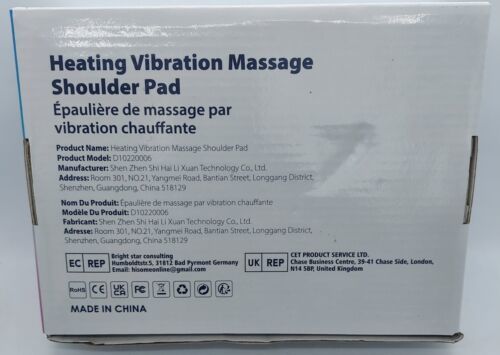 Heating Vibration Massage
Shoulder Pad
Épaulière de massage par
vibration chauffante
Product Name: Heating Vibration Massage Shoulder Pad
Product Model: D10220006
Manufacturer: Shen Zhen Shi Hai Li Xuan Technology Co., Ltd.
Address: Room 301, NO.21, Yangmei Road, Bantian Street, Longgang District,
Shenzhen, Guangdong, China 518129
Nom Du Produit: Épaulière de massage par vibration chauffante
Modèle Du Produit: D10220006
Fabricant: Shen Zhen Shi Hai Li Xuan Technology Co., Ltd.
Adresse: Room 301, NO.21, Yangmei Road, Bantian Street, Longgang District,
Shenzhen, Guangdong, China 518129
EC REP
Bright star consulting
Humboldtstr.5, 31812 Bad Pyrmont Germany
Email: hisomeonline@gmail.com
UK REP
CET PRODUCT SERVICE LTD.
Chase Business Centre, 39-41 Chase Side, London,
N14 5BP, United Kingdom
RoHS CE UK CA FC
MADE IN CHINA